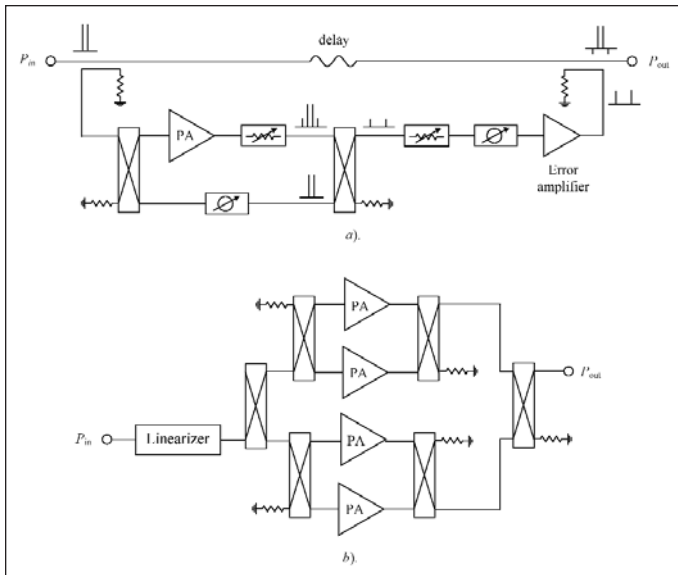 delay
P_in
P_out
PA
Error
amplifier
a).
PA
PA
P_out
P_in
Linearizer
PA
PA
b).